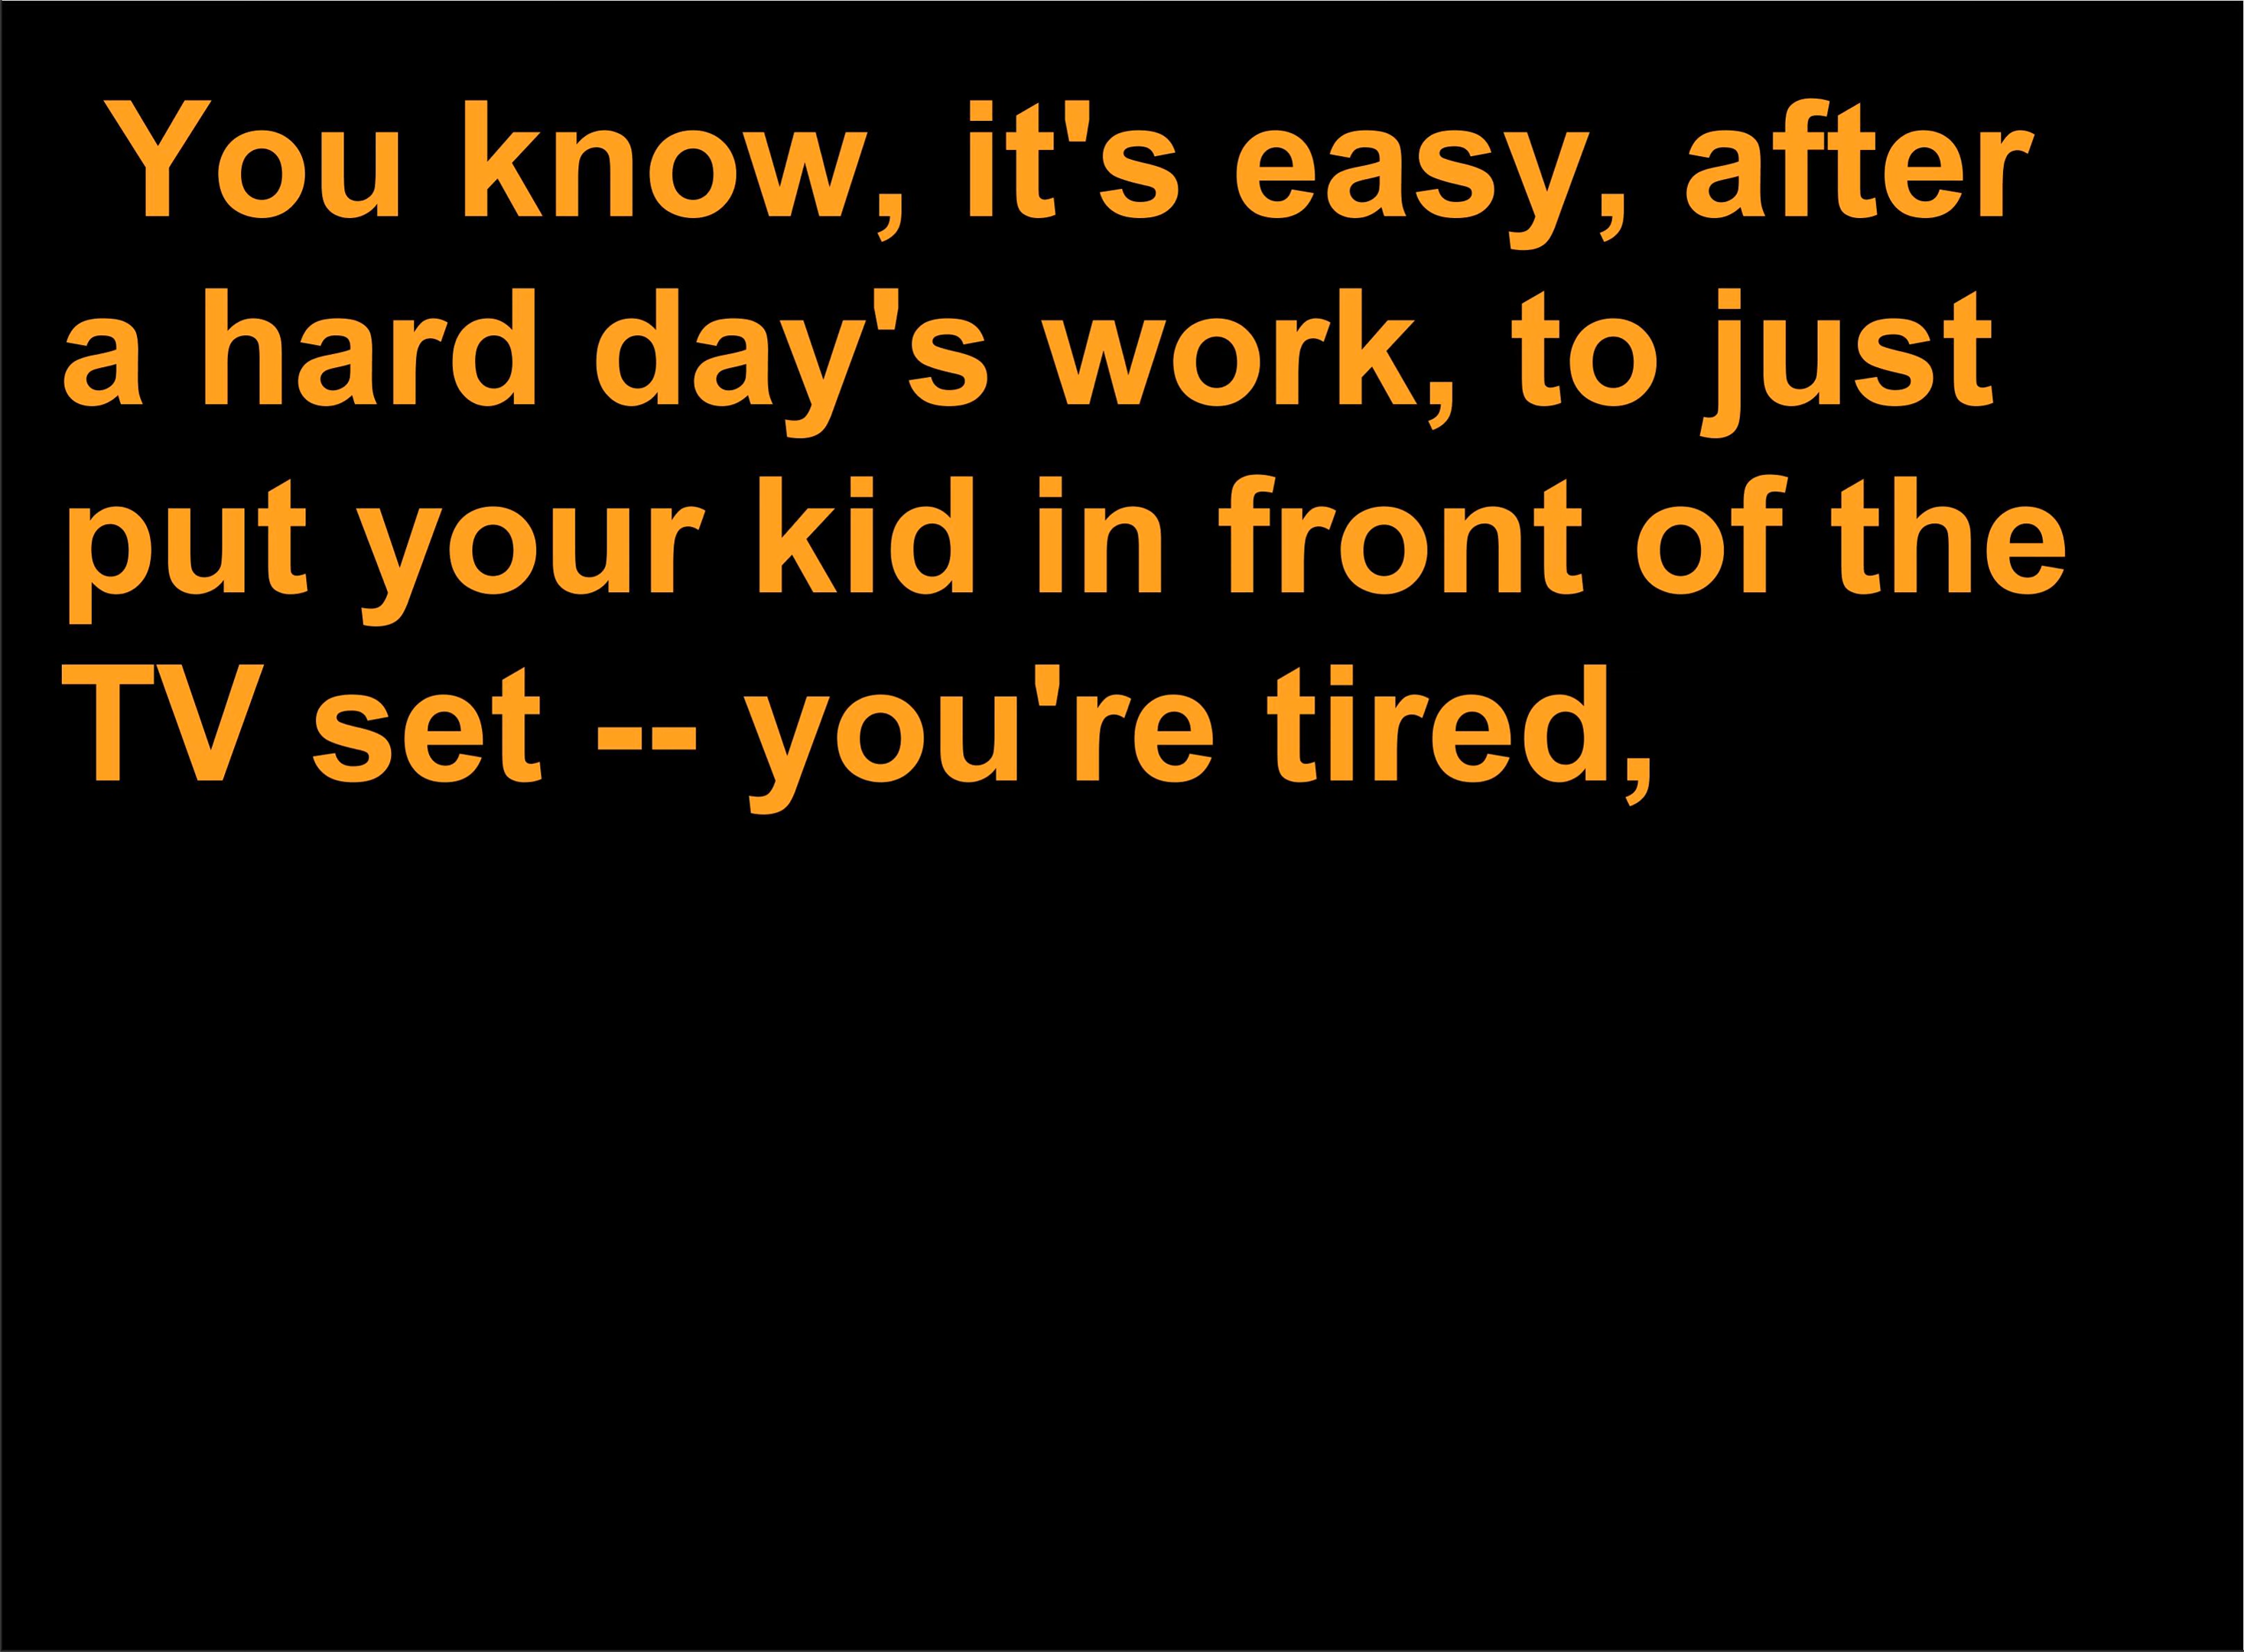 You know, it's easy, after
a hard day's work, to just
put your kid in front of the
TV set -- you're tired,